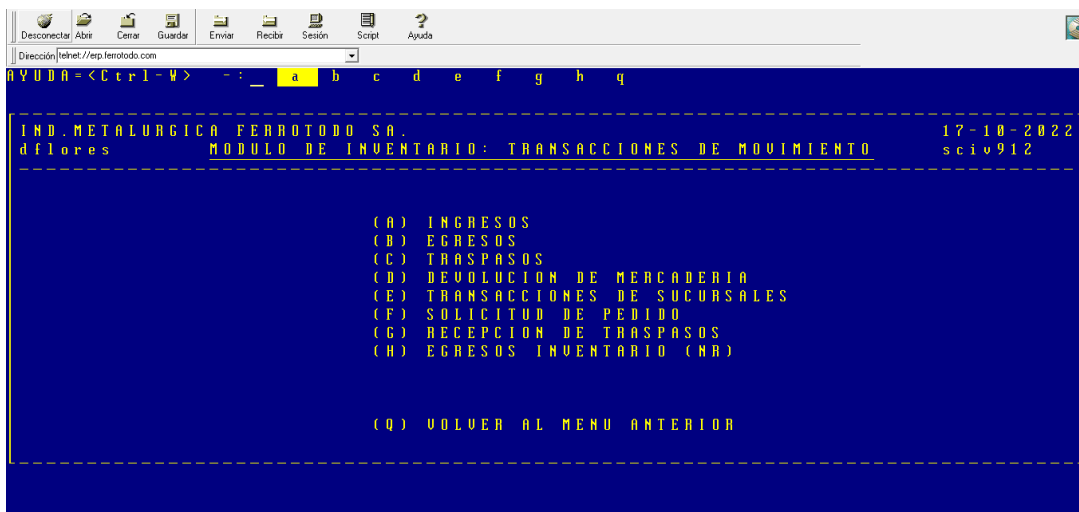 Desconectar Abrir Cerrar Guardar Enviar Recibir Sesión Script Ayuda
Dirección telnet://erp.ferrotodo.com
AYUDA=<Ctrl-W> -:_ a b c d e f g h q
IND.METALURGICA FERROTODO SA. 17-10-2022
dflores MODULO DE INVENTARIO: TRANSACCIONES DE MOVIMIENTO sciv912
(A) INGRESOS
(B) EGRESOS
(C) TRASPASOS
(D) DEVOLUCION DE MERCADERIA
(E) TRANSACCIONES DE SUCURSALES
(F) SOLICITUD DE PEDIDO
(G) RECEPCION DE TRASPASOS
(H) EGRESOS INVENTARIO (NR)
(Q) VOLVER AL MENU ANTERIOR